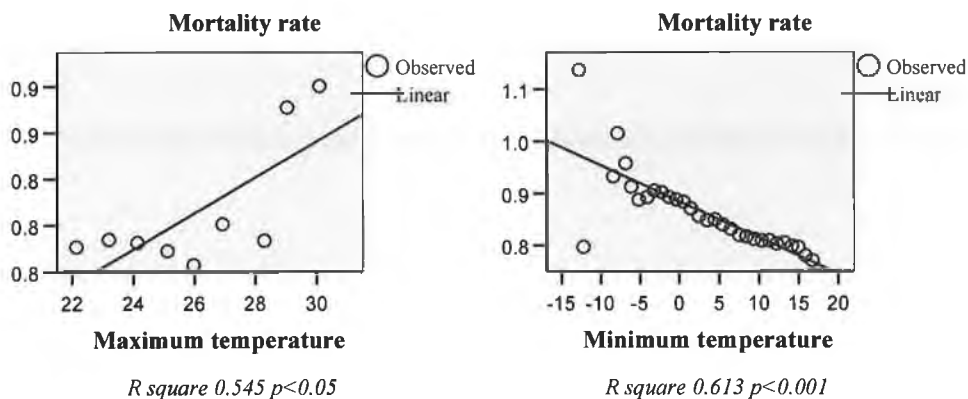 Mortality rate
Observed
Linear
0.9
0.9
0.8
0.8
0.8
22 24 26 28 30
Maximum temperature
R square 0.545 p<0.05
Mortality rate
Observed
Linear
1.1
1.0
0.9
0.8
-15 -10 -5 0 5 10 15 20
Minimum temperature
R square 0.613 p<0.001